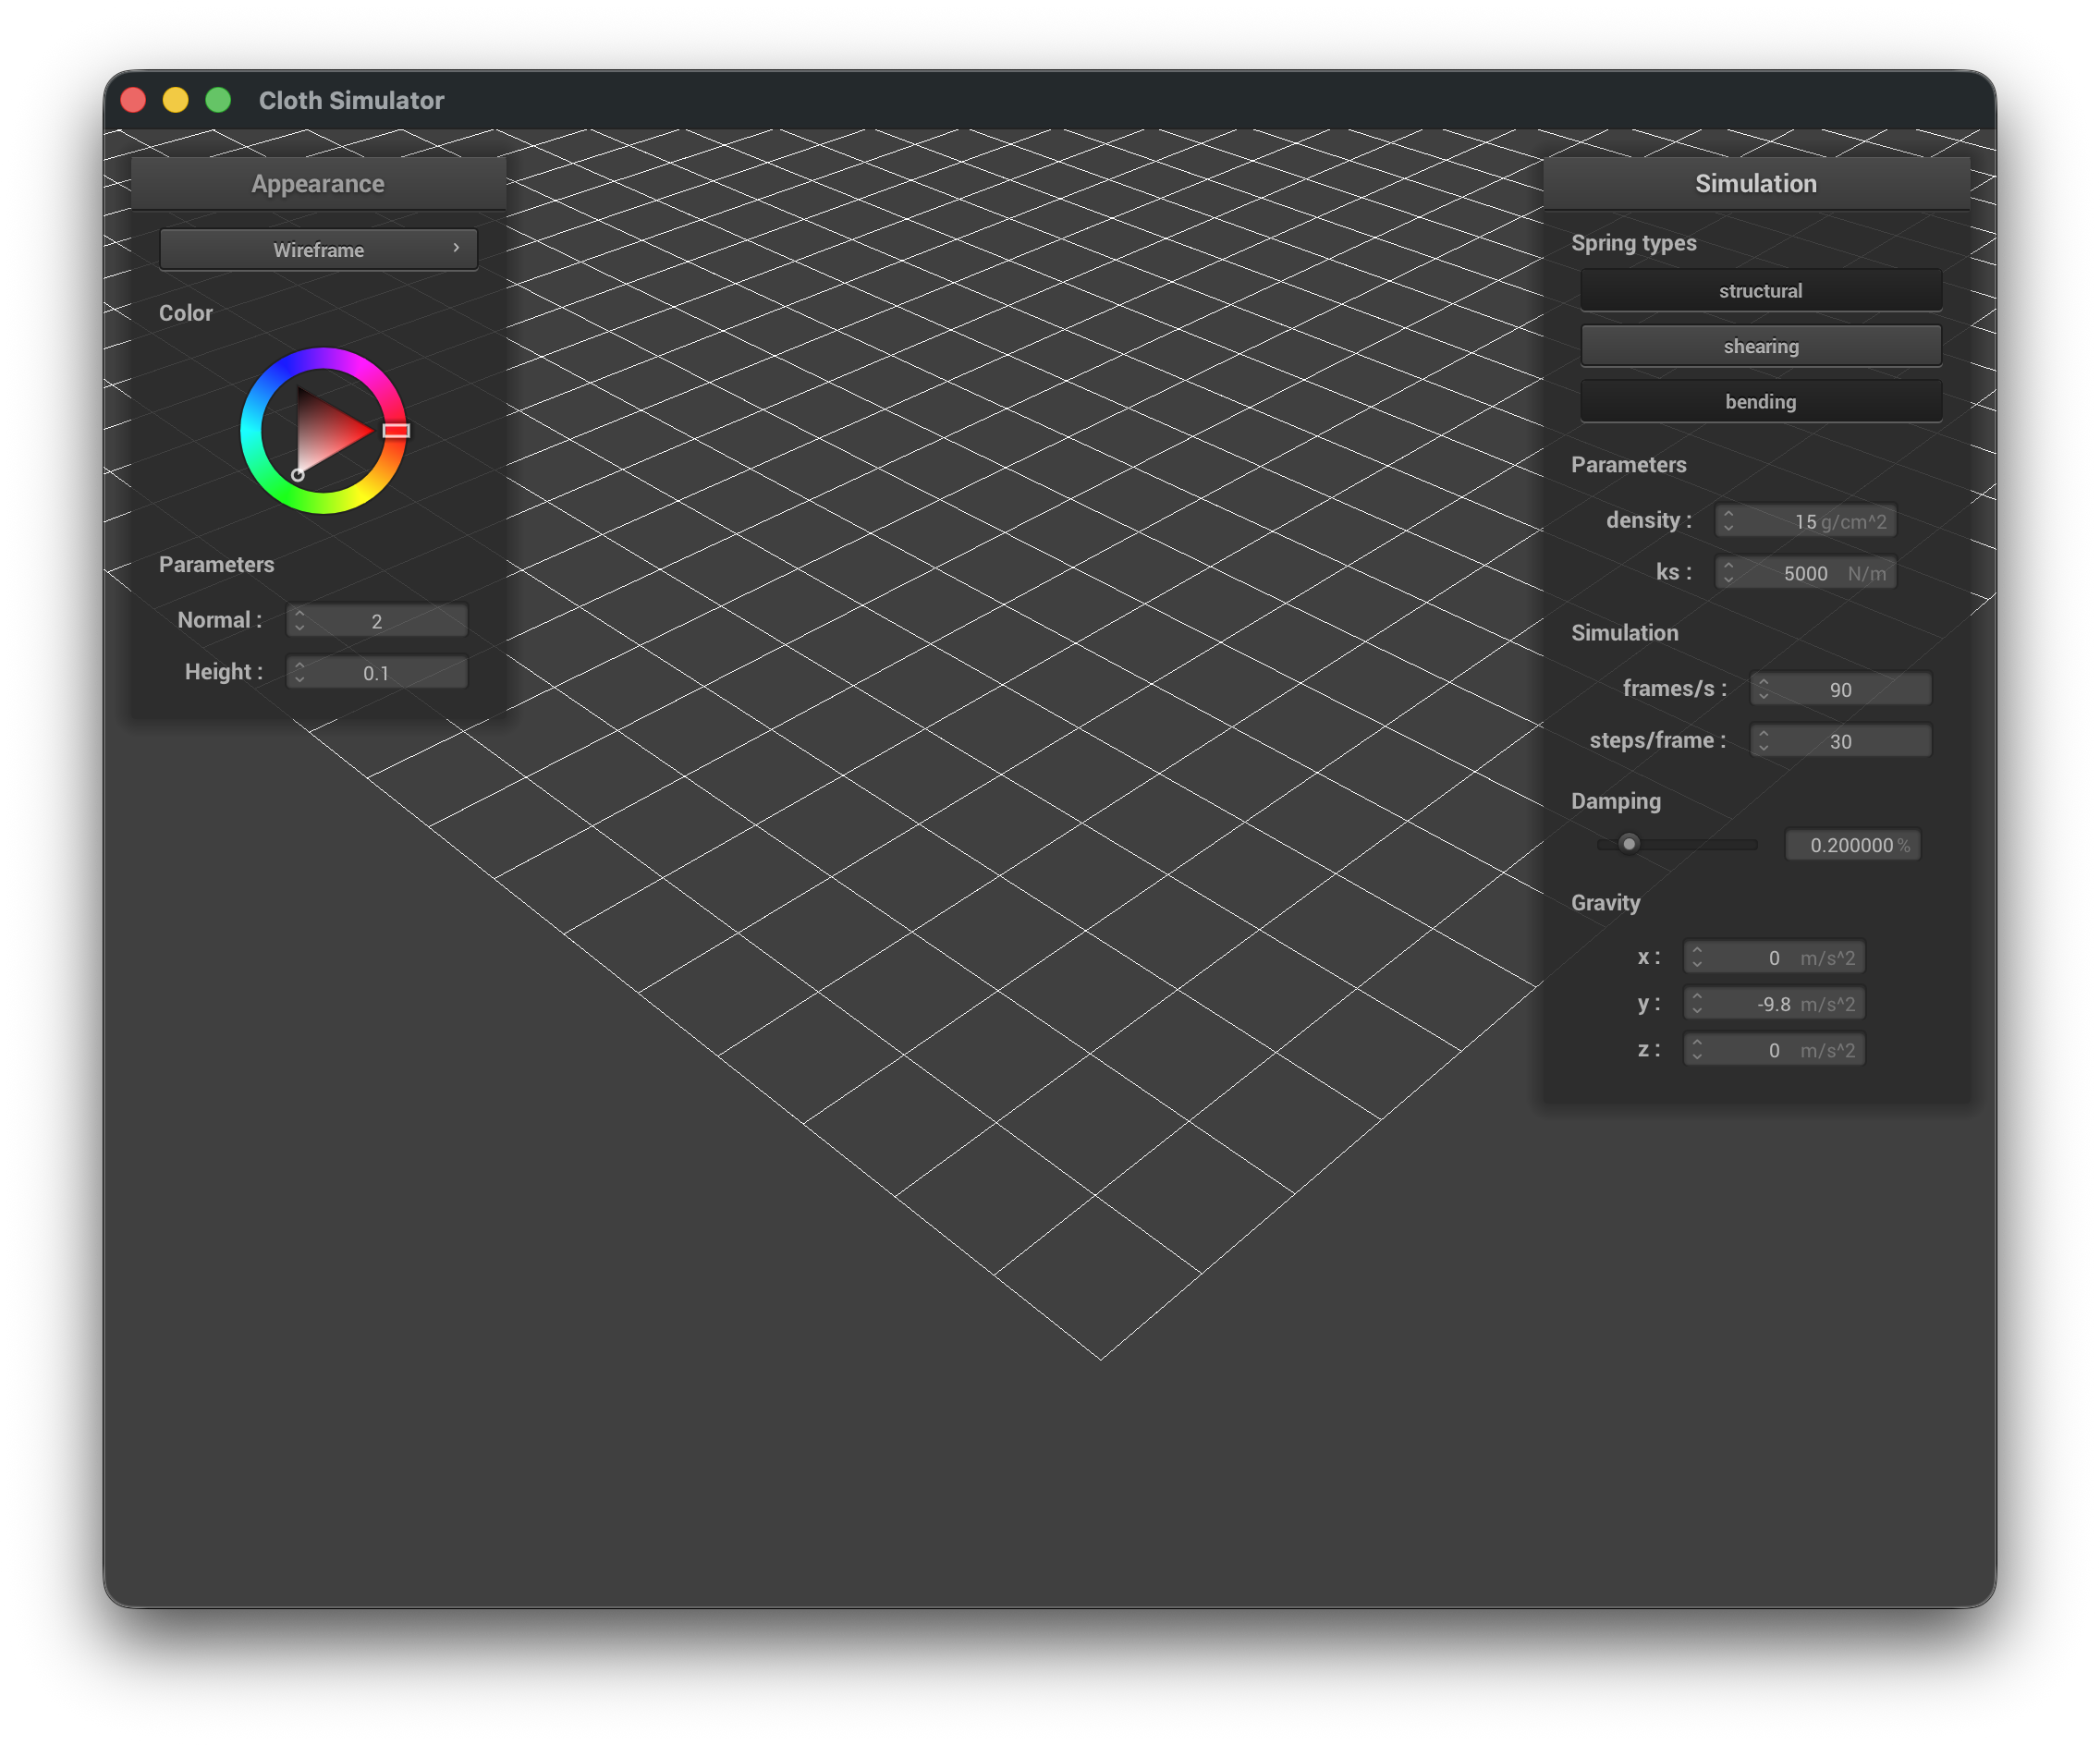 Cloth Simulator
Appearance
Wireframe
Color
Parameters
Normal : 2
Height : 0.1
Simulation
Spring types
structural
shearing
bending
Parameters
density : 15 g/cm^2
ks : 5000 N/m
Simulation
frames/s : 90
steps/frame : 30
Damping
0.200000 %
Gravity
x : 0 m/s^2
y : -9.8 m/s^2
z : 0 m/s^2